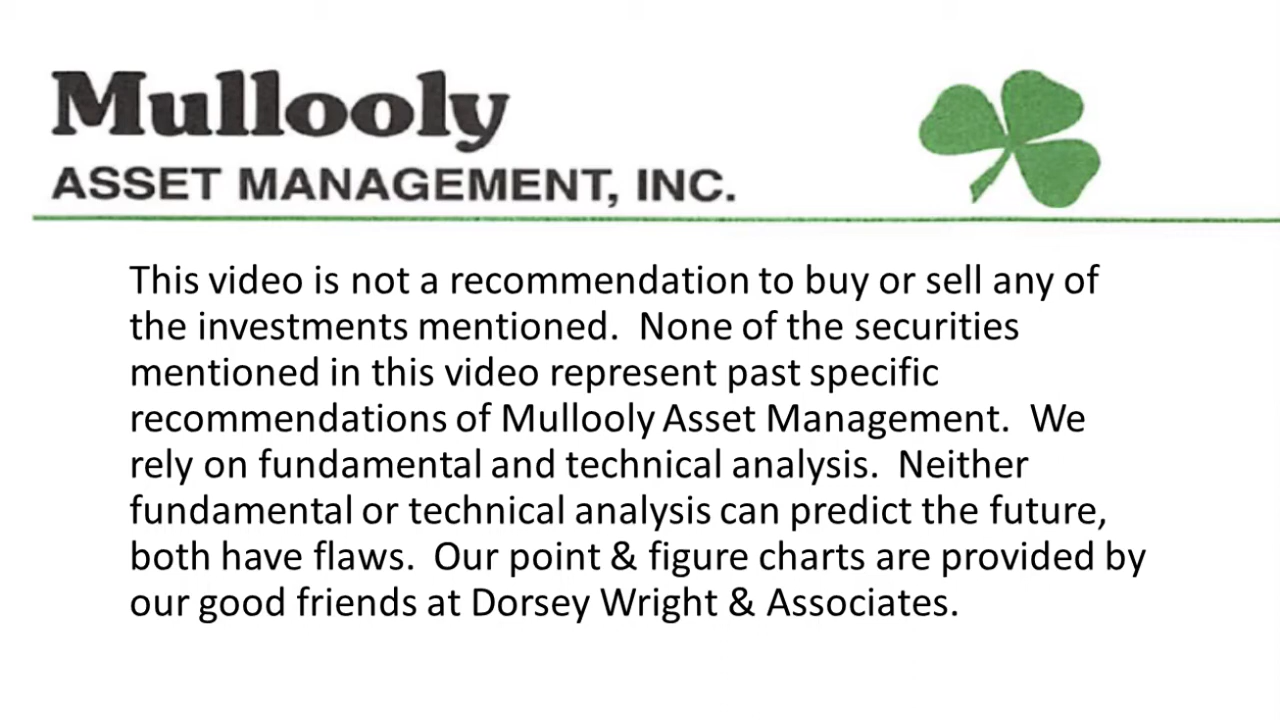 Mullooly
ASSET MANAGEMENT, INC.
This video is not a recommendation to buy or sell any of
the investments mentioned.  None of the securities
mentioned in this video represent past specific
recommendations of Mullooly Asset Management.  We
rely on fundamental and technical analysis.  Neither
fundamental or technical analysis can predict the future,
both have flaws.  Our point & figure charts are provided by
our good friends at Dorsey Wright & Associates.